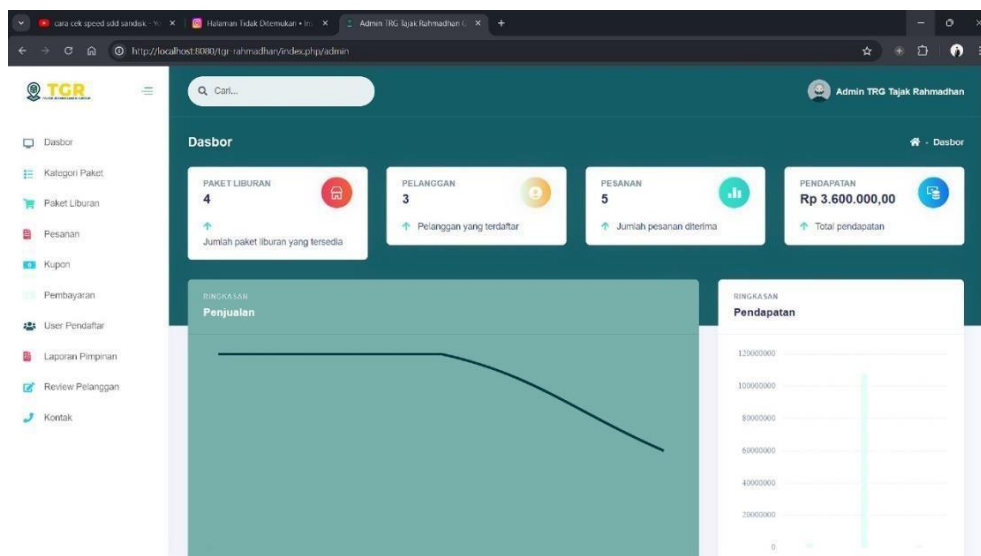 cara cek speed sdd sandisk - Yo
Halaman Tidak Ditemukan • In
Admin TRG Tajak Rahmadhan G
http://localhost:8080/tgr-rahmadhan/index.php/admin
TGR
Cari...
Admin TRG Tajak Rahmadhan
Dasbor
Kategori Paket
Paket Liburan
Pesanan
Kupon
Pembayaran
User Pendaftar
Laporan Pimpinan
Review Pelanggan
Kontak
Dasbor
- Dasbor
PAKET LIBURAN
4
Jumlah paket liburan yang tersedia
PELANGGAN
3
Pelanggan yang terdaftar
PESANAN
5
Jumlah pesanan diterima
PENDAPATAN
Rp 3.600.000,00
Total pendapatan
RINGKASAN
Penjualan
RINGKASAN
Pendapatan
120000000
100000000
80000000
60000000
40000000
20000000
0